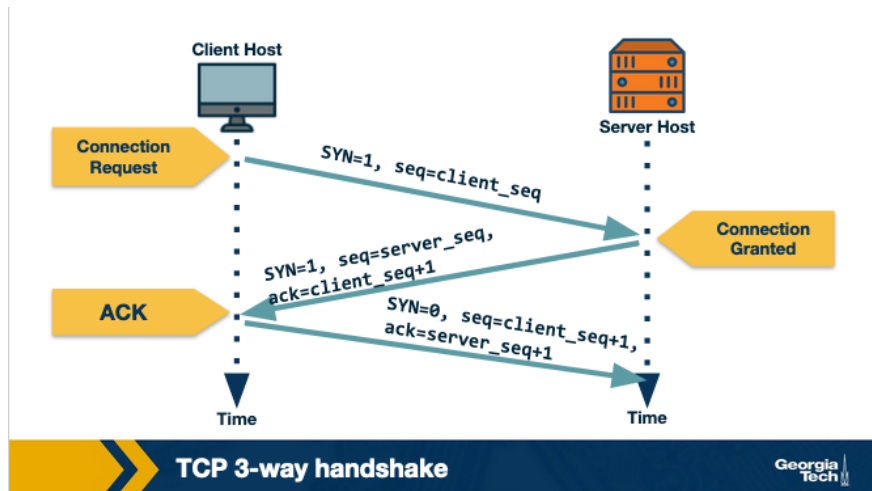 Client Host
Server Host
Connection
Request
SYN=1, seq=client_seq
Connection
Granted
SYN=1, seq=server_seq,
ack=client_seq+1
ACK
SYN=0, seq=client_seq+1,
ack=server_seq+1
Time
Time
TCP 3-way handshake
Georgia
Tech